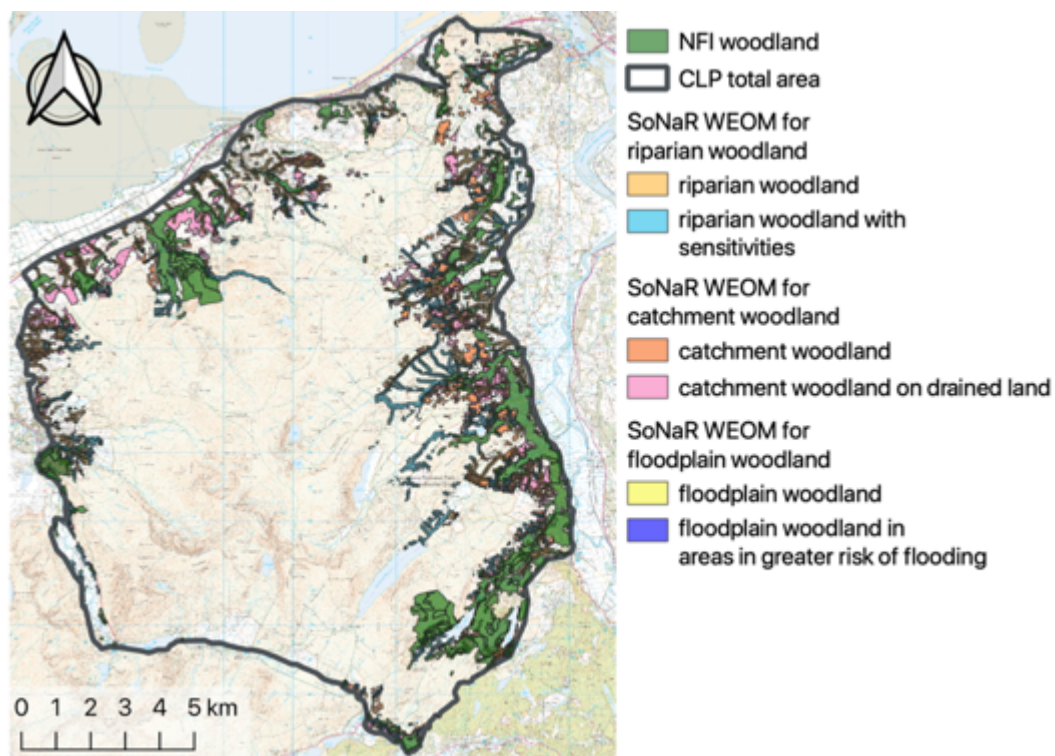 NFI woodland
CLP total area
SoNaR WEOM for
riparian woodland
riparian woodland
riparian woodland with
sensitivities
SoNaR WEOM for
catchment woodland
catchment woodland
catchment woodland on drained land
SoNaR WEOM for
floodplain woodland
floodplain woodland
floodplain woodland in
areas in greater risk of flooding
0 1 2 3 4 5 km